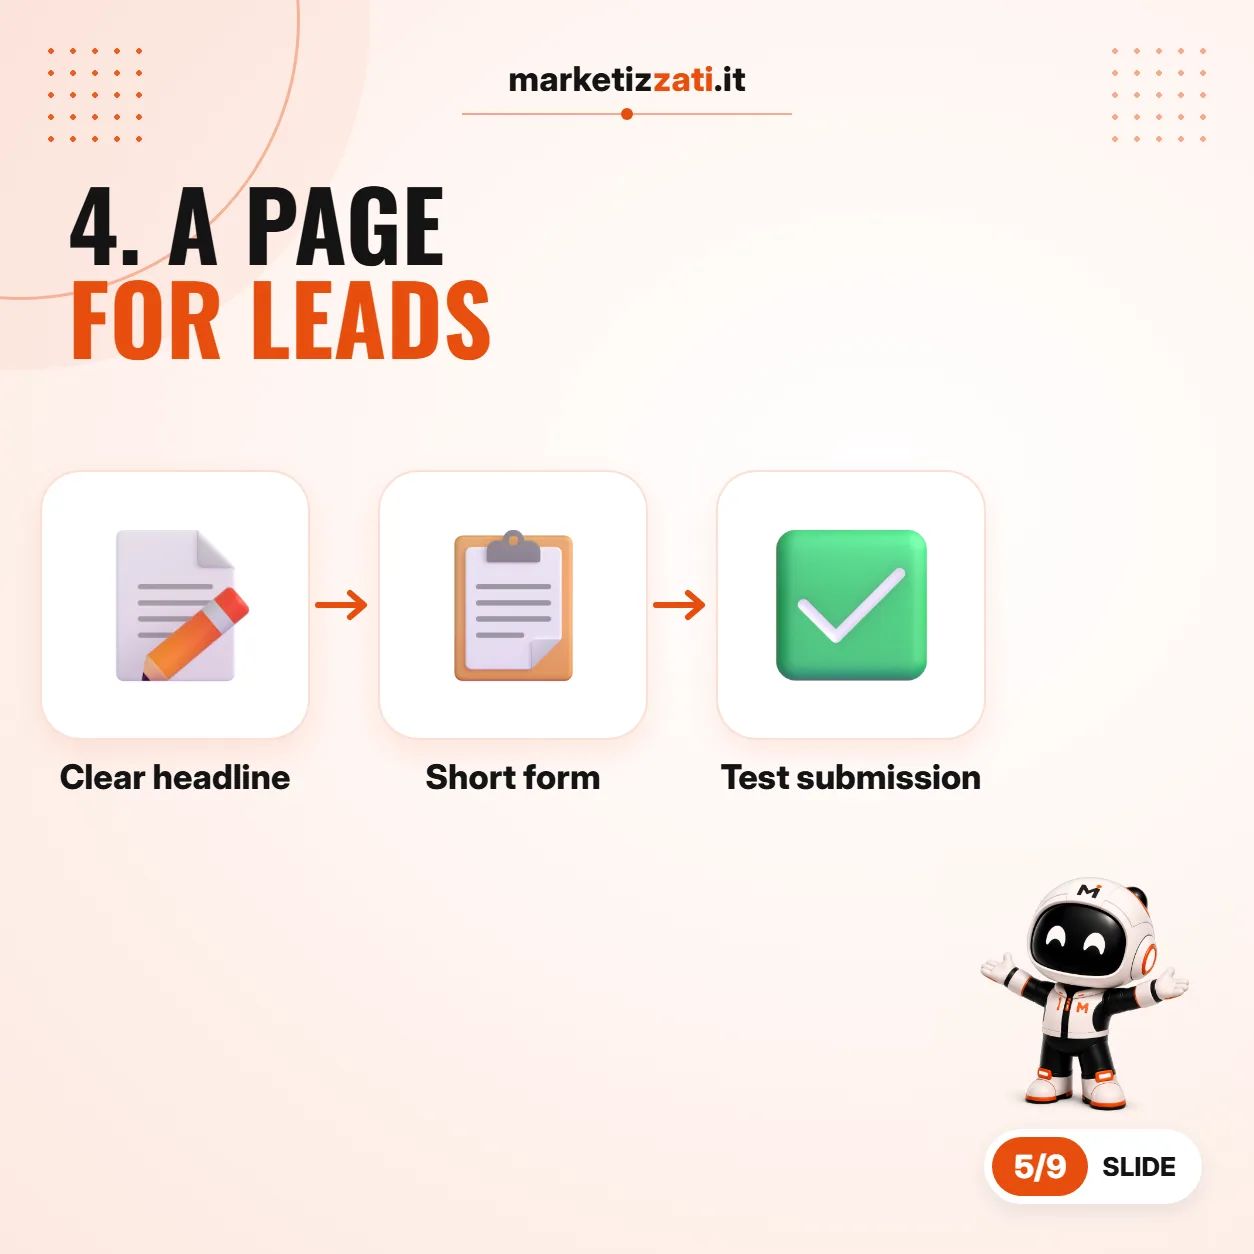 marketizzati.it
4. A PAGE
FOR LEADS
Clear headline
Short form
Test submission
M
5/9 SLIDE